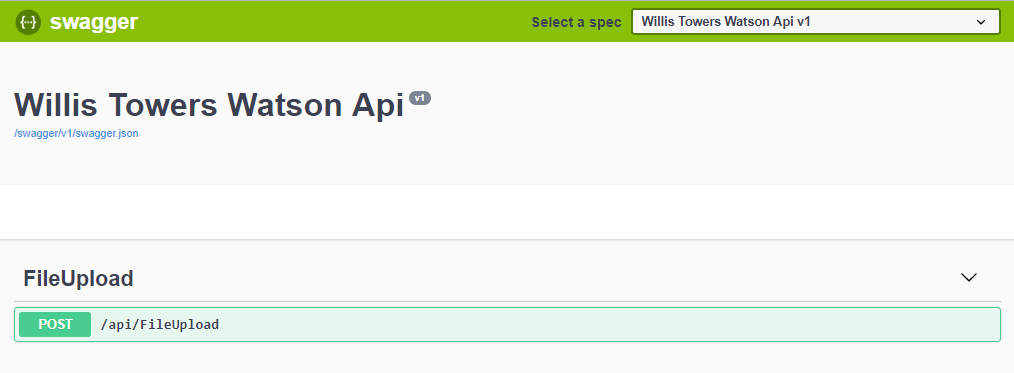 {··} swagger Select a spec Willis Towers Watson Api v1
Willis Towers Watson Api v1
/swagger/v1/swagger.json
FileUpload
POST /api/FileUpload